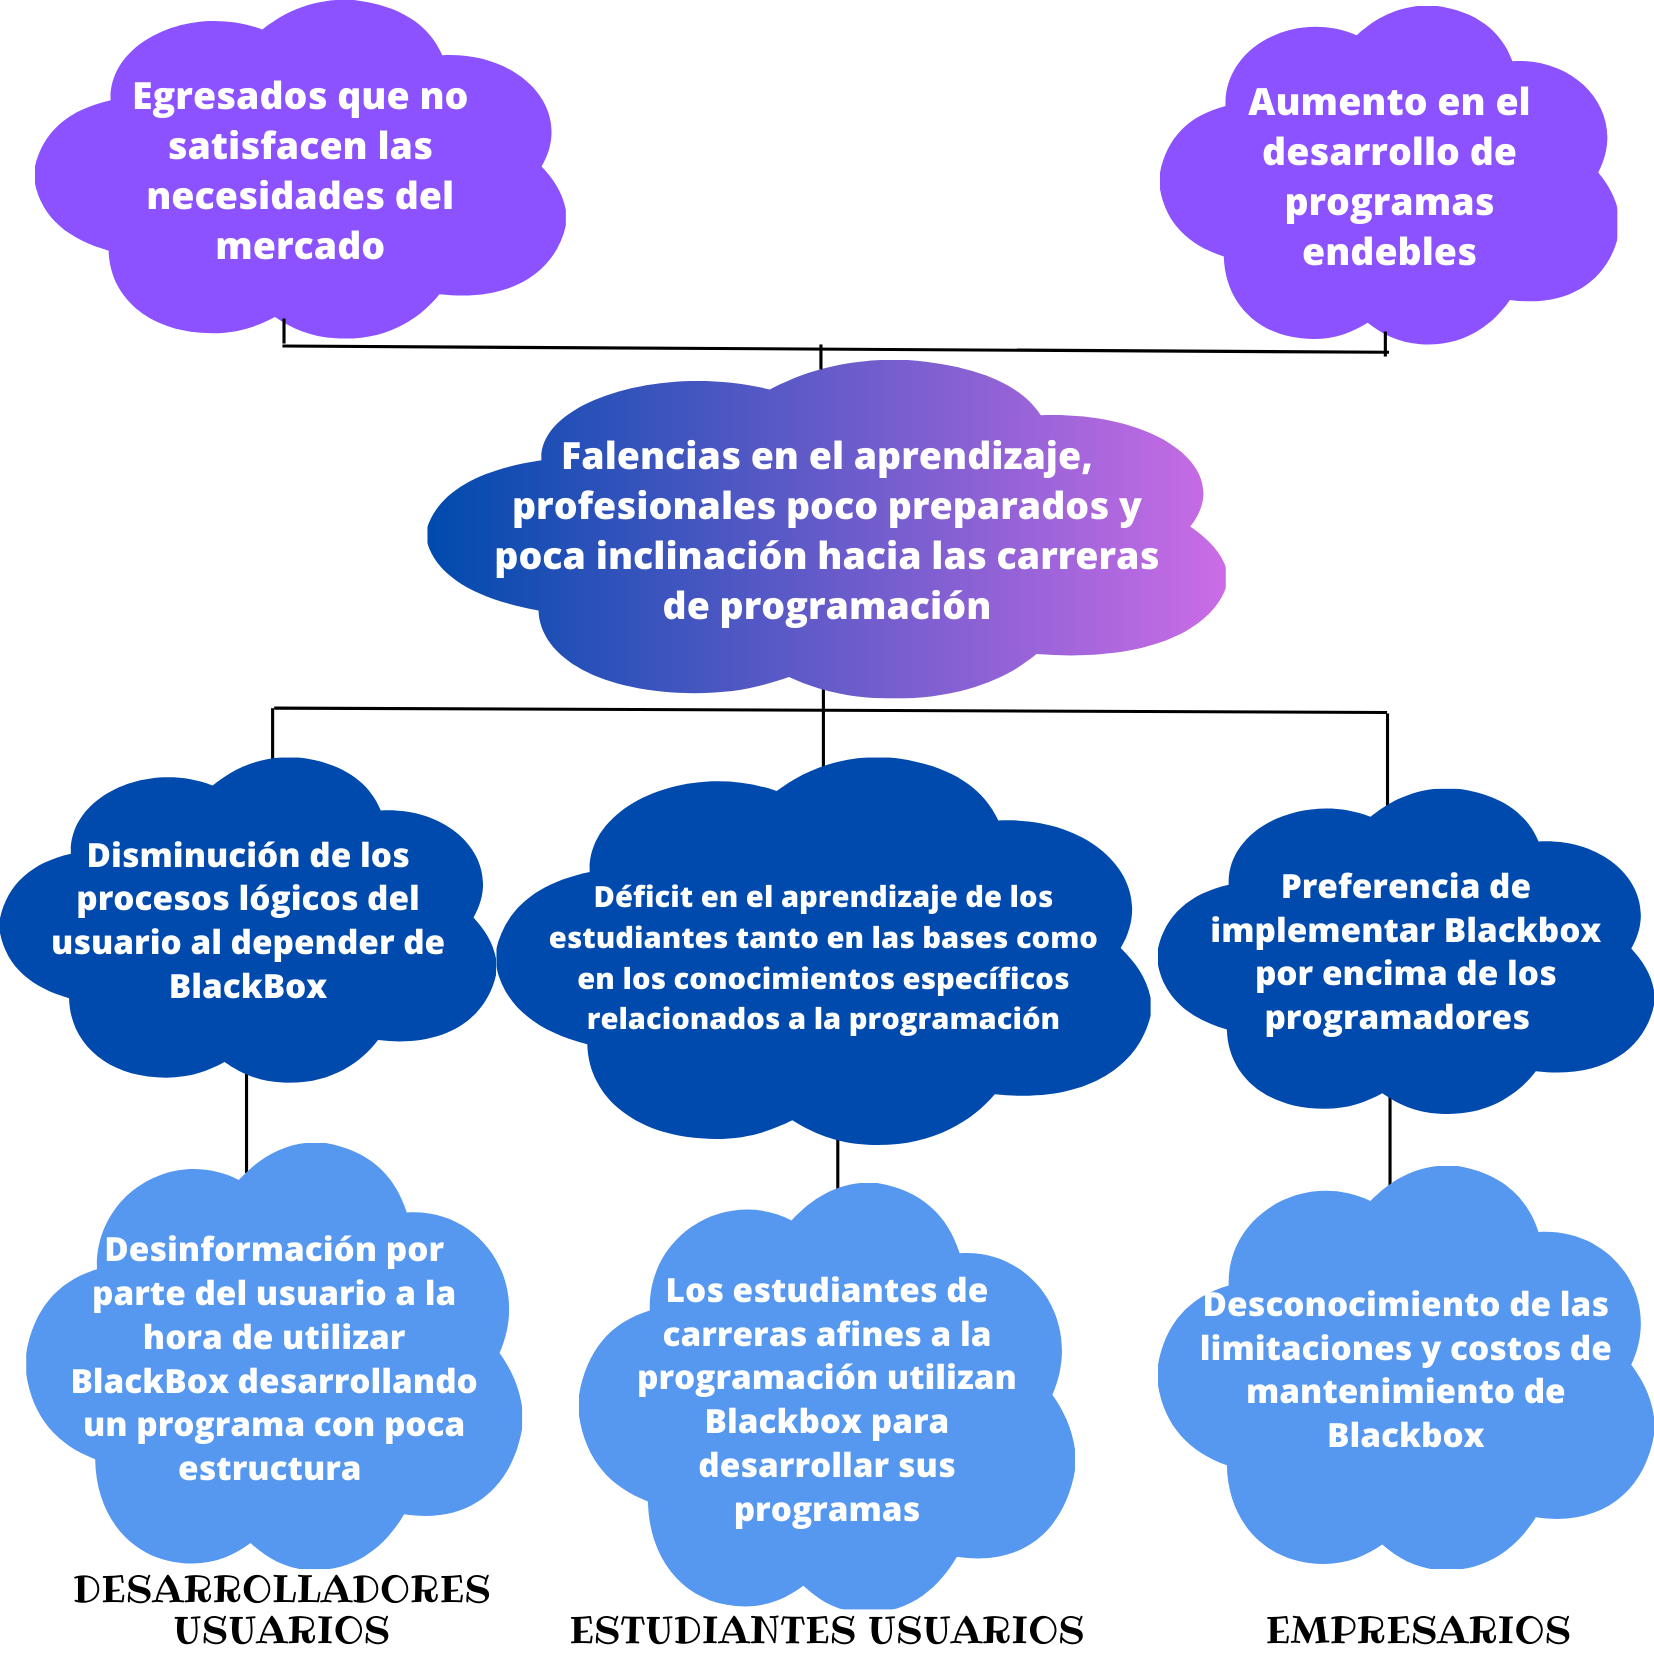 Egresados que no
satisfacen las
necesidades del
mercado
Aumento en el
desarrollo de
programas
endebles
Falencias en el aprendizaje,
profesionales poco preparados y
poca inclinación hacia las carreras
de programación
Disminución de los
procesos lógicos del
usuario al depender de
BlackBox
Déficit en el aprendizaje de los
estudiantes tanto en las bases como
en los conocimientos específicos
relacionados a la programación
Preferencia de
implementar Blackbox
por encima de los
programadores
Desinformación por
parte del usuario a la
hora de utilizar
BlackBox desarrollando
un programa con poca
estructura
Los estudiantes de
carreras afines a la
programación utilizan
Blackbox para
desarrollar sus
programas
Desconocimiento de las
limitaciones y costos de
mantenimiento de
Blackbox
DESARROLLADORES
USUARIOS
ESTUDIANTES USUARIOS
EMPRESARIOS